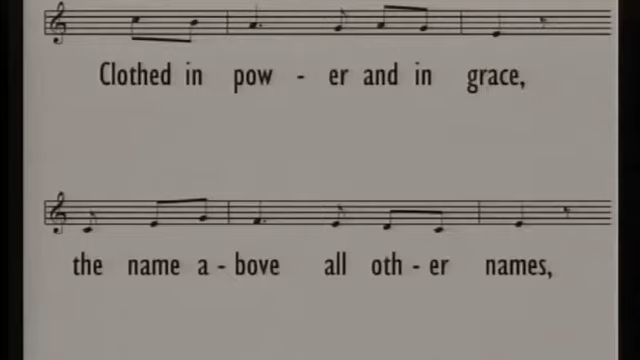 Clothed in pow - er and in grace,
the name a - bove all oth - er names,